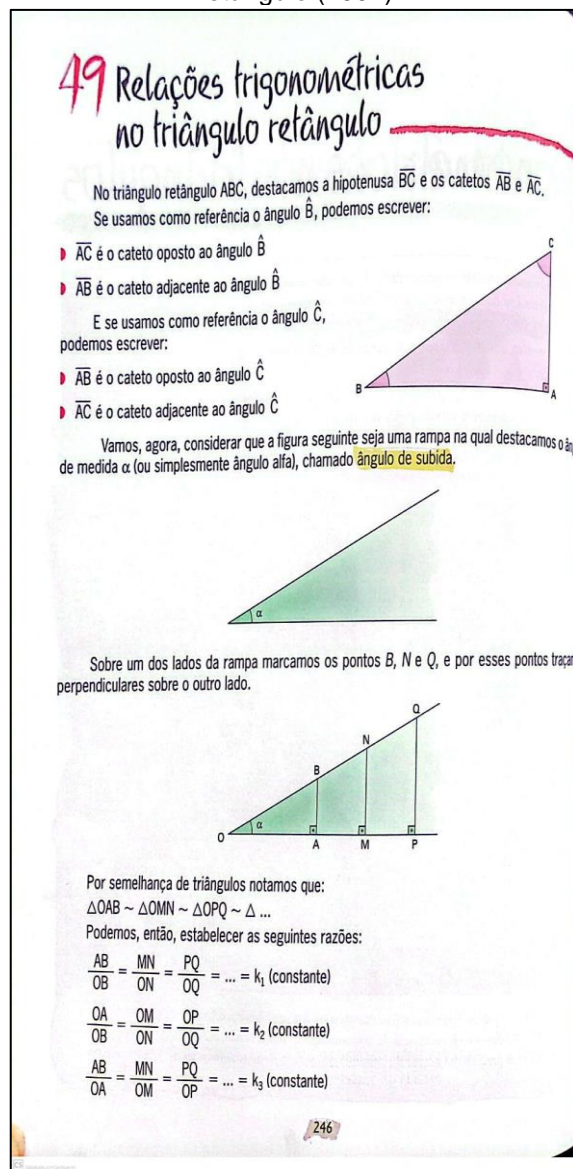 49 Relações trigonométricas
no triângulo retângulo
No triângulo retângulo ABC, destacamos a hipotenusa BC e os catetos AB e AC.
Se usamos como referência o ângulo B̂, podemos escrever:
AC é o cateto oposto ao ângulo B̂
AB é o cateto adjacente ao ângulo B̂
E se usamos como referência o ângulo Ĉ,
podemos escrever:
AB é o cateto oposto ao ângulo Ĉ
AC é o cateto adjacente ao ângulo Ĉ
C
B
A
Vamos, agora, considerar que a figura seguinte seja uma rampa na qual destacamos o
de medida α (ou simplesmente ângulo alfa), chamado ângulo de subida.
α
Sobre um dos lados da rampa marcamos os pontos B, N e Q, e por esses pontos
perpendiculares sobre o outro lado.
Q
N
B
α
O
A M P
Por semelhança de triângulos notamos que:
△OAB ~ △OMN ~ △OPQ ~ △ ...
Podemos, então, estabelecer as seguintes razões:
AB/OB = MN/ON = PQ/OQ = ... = k₁ (constante)
OA/OB = OM/ON = OP/OQ = ... = k₂ (constante)
AB/OA = MN/OM = PQ/OP = ... = k₃ (constante)
246
CS